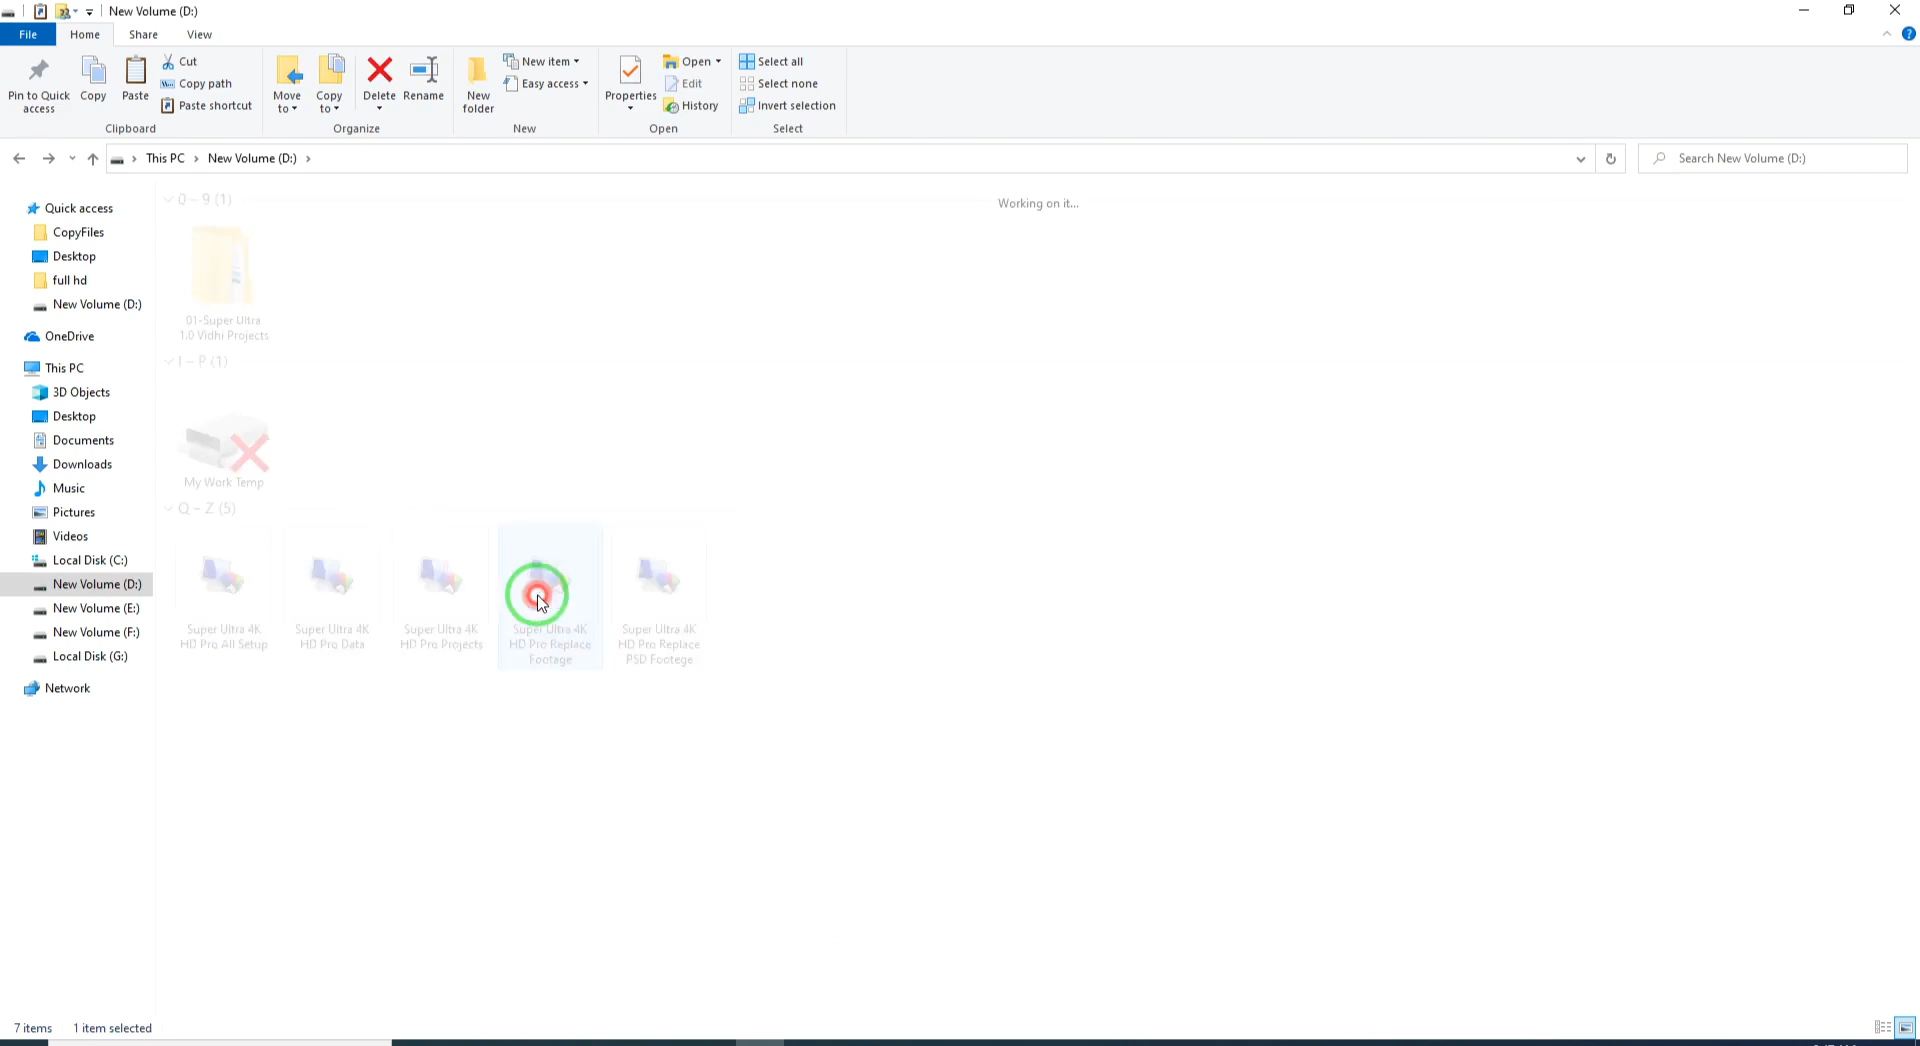 New Volume (D:)
File Home Share View
Pin to Quick access
Copy
Paste
Cut
Copy path
Paste shortcut
Clipboard
Move to
Copy to
Delete
Rename
Organize
New folder
New item
Easy access
New
Properties
Open
Edit
History
Open
Select all
Select none
Invert selection
Select
This PC New Volume (D:)
Search New Volume (D:)
Quick access
CopyFiles
Desktop
full hd
New Volume (D:)
OneDrive
This PC
3D Objects
Desktop
Documents
Downloads
Music
Pictures
Videos
Local Disk (C:)
New Volume (D:)
New Volume (E:)
New Volume (F:)
Local Disk (G:)
Network
Working on it...
0 – 9 (1)
01-Super Ultra
1.0 Vidhi Projects
I – P (1)
My Work Temp
Q – Z (5)
Super Ultra 4K
HD Pro All Setup
Super Ultra 4K
HD Pro Data
Super Ultra 4K
HD Pro Projects
Super Ultra 4K
HD Pro Replace
Footage
Super Ultra 4K
HD Pro Replace
PSD Footege
7 items 1 item selected